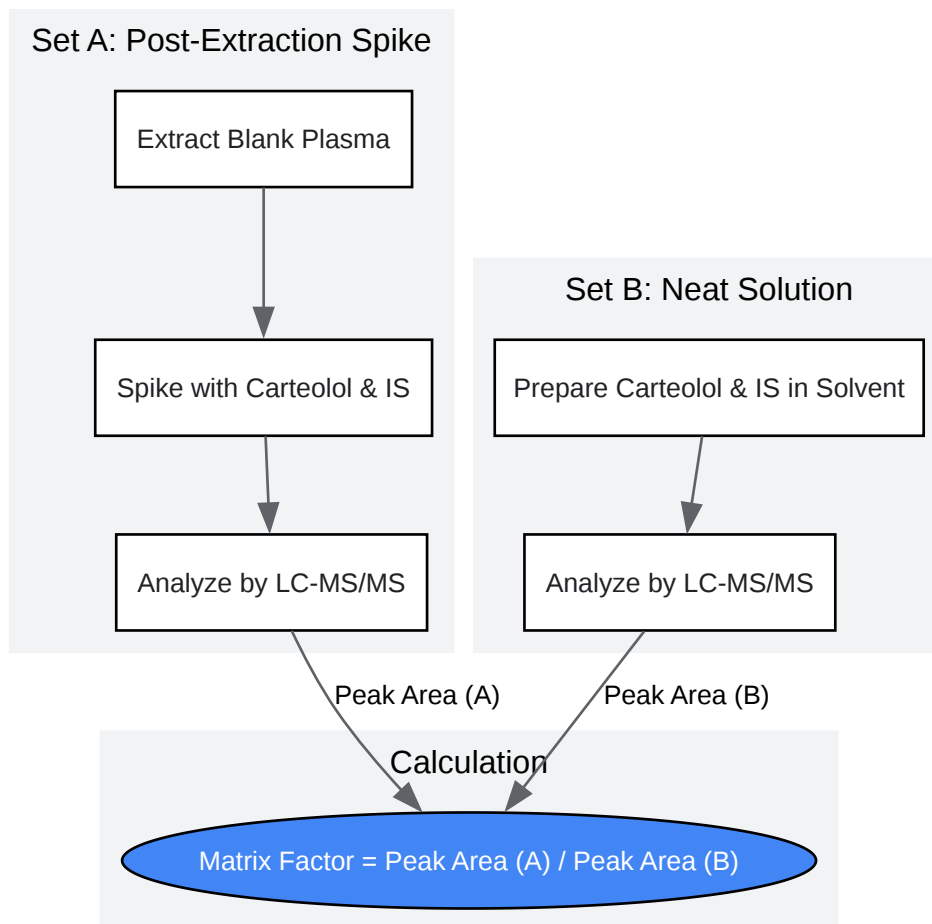 Set A: Post-Extraction Spike
Extract Blank Plasma
Spike with Carteolol & IS
Analyze by LC-MS/MS
Peak Area (A)
Set B: Neat Solution
Prepare Carteolol & IS in Solvent
Analyze by LC-MS/MS
Peak Area (B)
Calculation
Matrix Factor = Peak Area (A) / Peak Area (B)